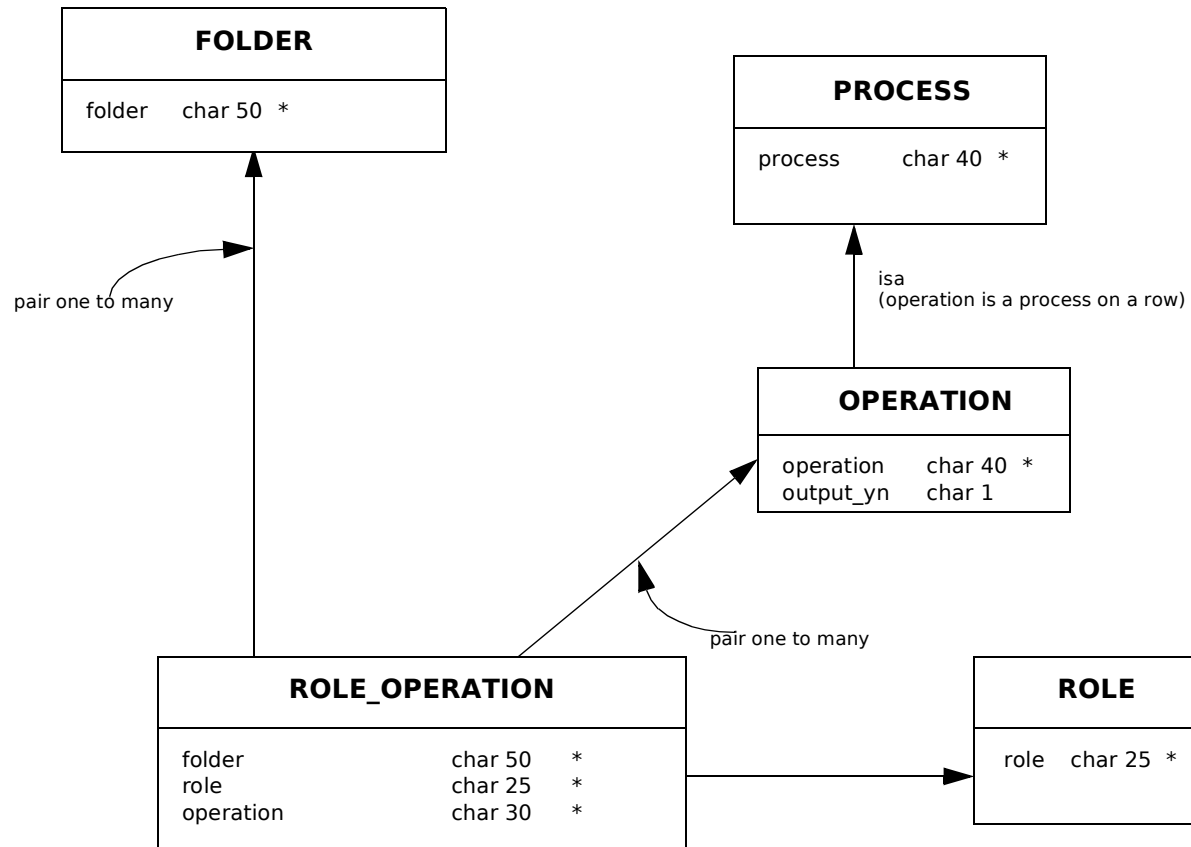 FOLDER
folder char 50 *
PROCESS
process char 40 *
pair one to many
isa
(operation is a process on a row)
OPERATION
operation char 40 *
output_yn char 1
pair one to many
ROLE_OPERATION
folder char 50 *
role char 25 *
operation char 30 *
ROLE
role char 25 *